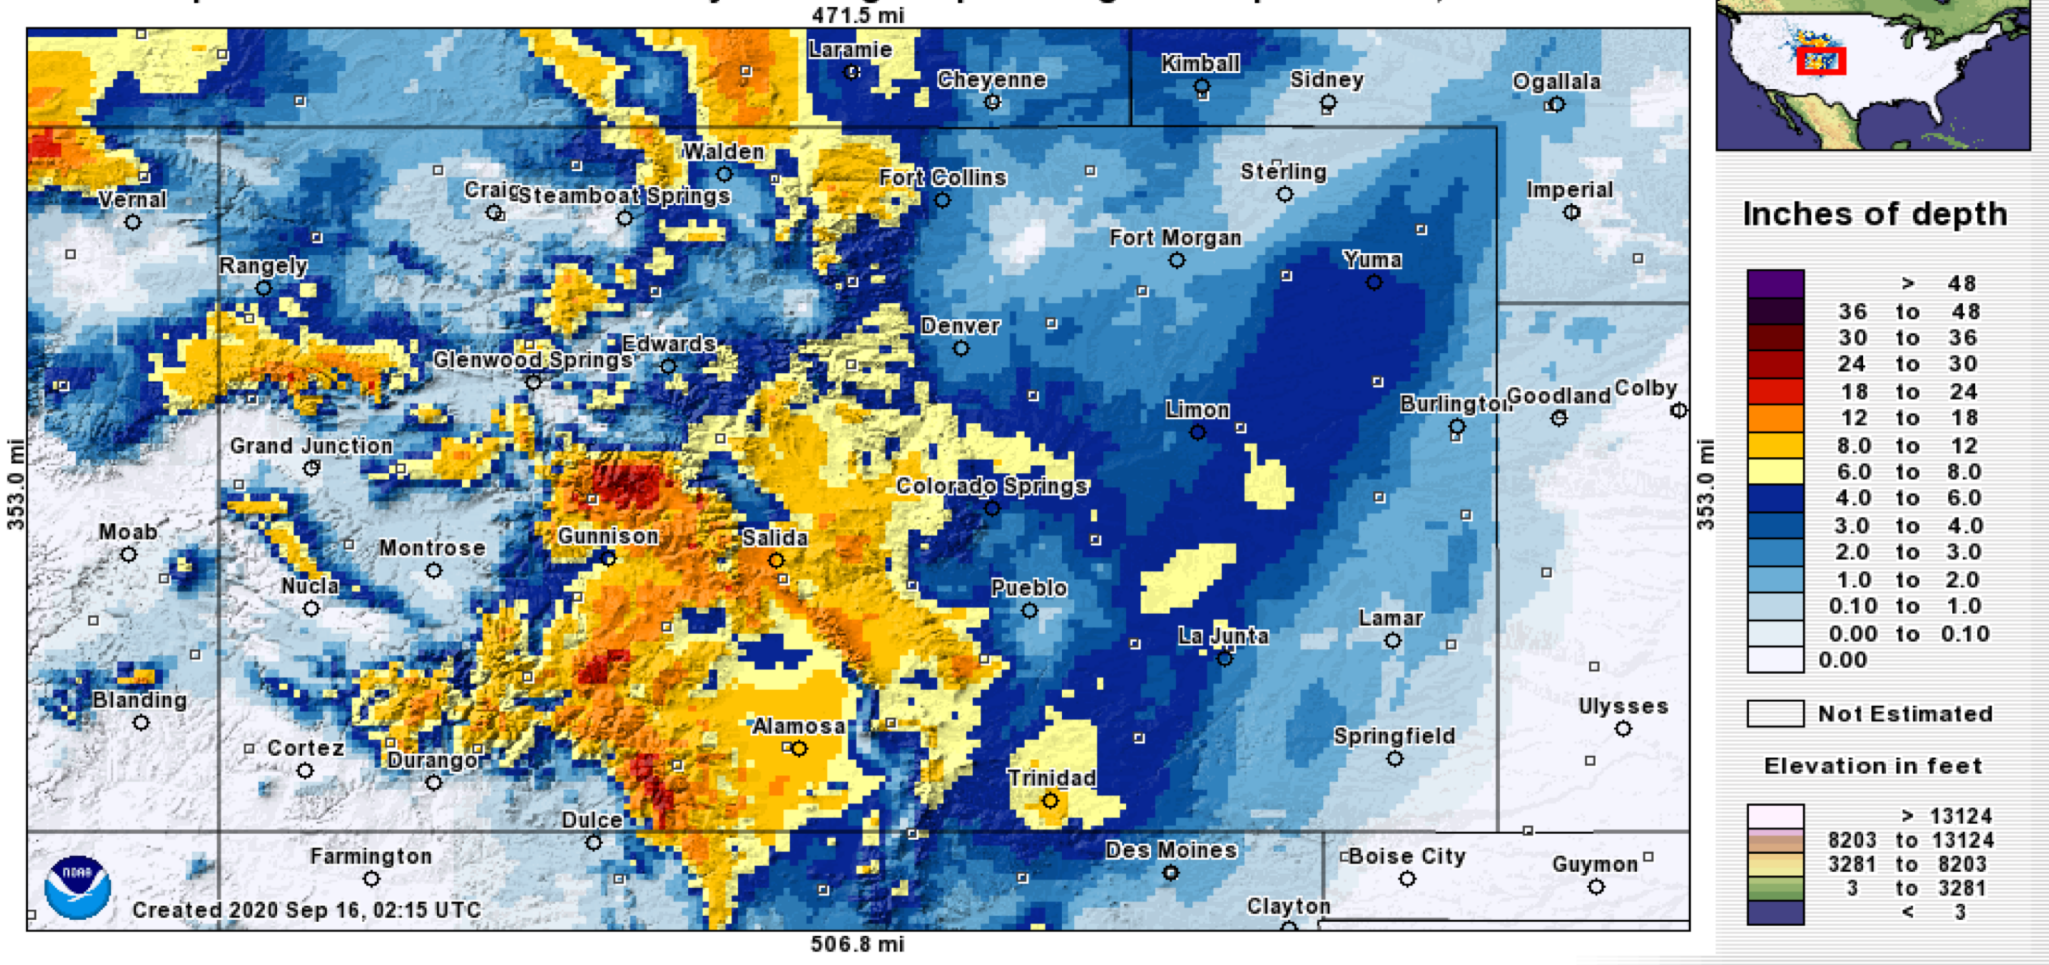 471.5 mi
Laramie
Cheyenne
Kimball
Sidney
Ogallala
Walden
Fort Collins
Sterling
Imperial
Vernal
Craig
Steamboat Springs
Fort Morgan
Yuma
Rangely
Denver
Glenwood Springs
Edwards
Limon
Burlington
Goodland
Colby
Grand Junction
353.0 mi
353.0 mi
Colorado Springs
Moab
Montrose
Gunnison
Salida
Nucla
Pueblo
La Junta
Lamar
Blanding
Alamosa
Ulysses
Cortez
Durango
Springfield
Trinidad
Dulce
Farmington
Des Moines
Boise City
Guymon
Clayton
NOAA
Created 2020 Sep 16, 02:15 UTC
506.8 mi
Inches of depth
> 48
36 to 48
30 to 36
24 to 30
18 to 24
12 to 18
8.0 to 12
6.0 to 8.0
4.0 to 6.0
3.0 to 4.0
2.0 to 3.0
1.0 to 2.0
0.10 to 1.0
0.00 to 0.10
0.00
Not Estimated
Elevation in feet
> 13124
8203 to 13124
3281 to 8203
3 to 3281
< 3